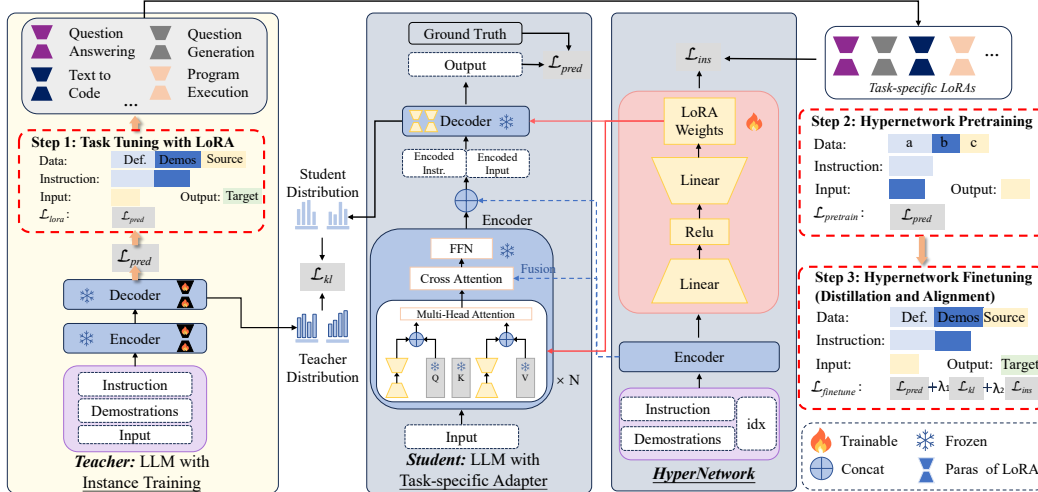 Question Answering
Question Generation
Text to Code
Program Execution
...
Step 1: Task Tuning with LoRA
Data: Def. Demos Source
Instruction:
Input: Output: Target
ℒlora : ℒpred
ℒpred
Decoder
Encoder
Instruction
Demostrations
Input
Teacher: LLM with
Instance Training
Student
Distribution
ℒkl
Teacher
Distribution
Ground Truth
Output
ℒpred
Decoder
Encoded
Instr.
Encoded
Input
Encoder
FFN
Fusion
Cross Attention
Multi-Head Attention
Q K V
× N
Input
Student: LLM with
Task-specific Adapter
ℒins
LoRA
Weights
Linear
Relu
Linear
Encoder
Instruction
Demostrations
idx
HyperNetwork
...
Task-specific LoRAs
Step 2: Hypernetwork Pretraining
Data: a b c
Instruction:
Input: Output:
ℒpretrain : ℒpred
Step 3: Hypernetwork Finetuning
(Distillation and Alignment)
Data: Def. Demos Source
Instruction:
Input: Output: Target
ℒfinetune : ℒpred +λ1 ℒkl +λ2 ℒins
Trainable Frozen
Concat Paras of LoRA